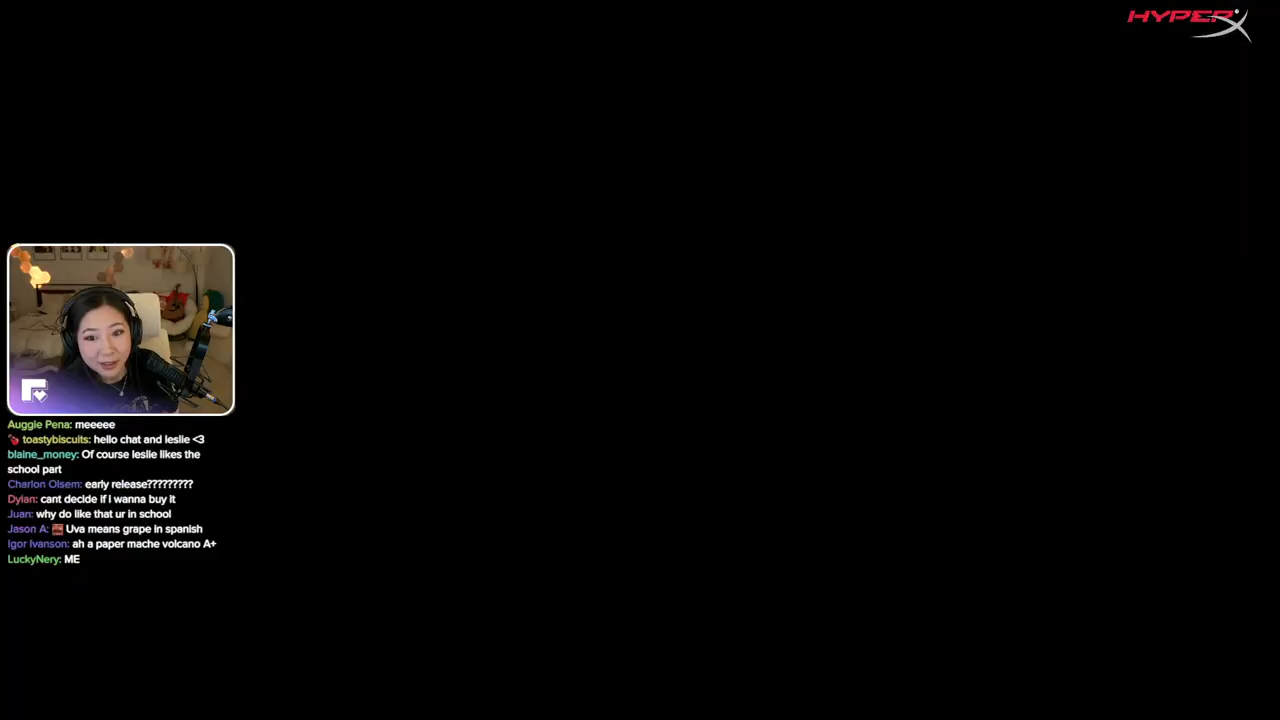 HYPERX
Auggie Pena: meeeee
toastybiscuits: hello chat and leslie <3
blaine_money: Of course leslie likes the
school part
Charlon Olsem: early release?????????
Dylan: cant decide if i wanna buy it
Juan: why do like that ur in school
Jason A: Uva means grape in spanish
Igor Ivanson: ah a paper mache volcano A+
LuckyNery: ME